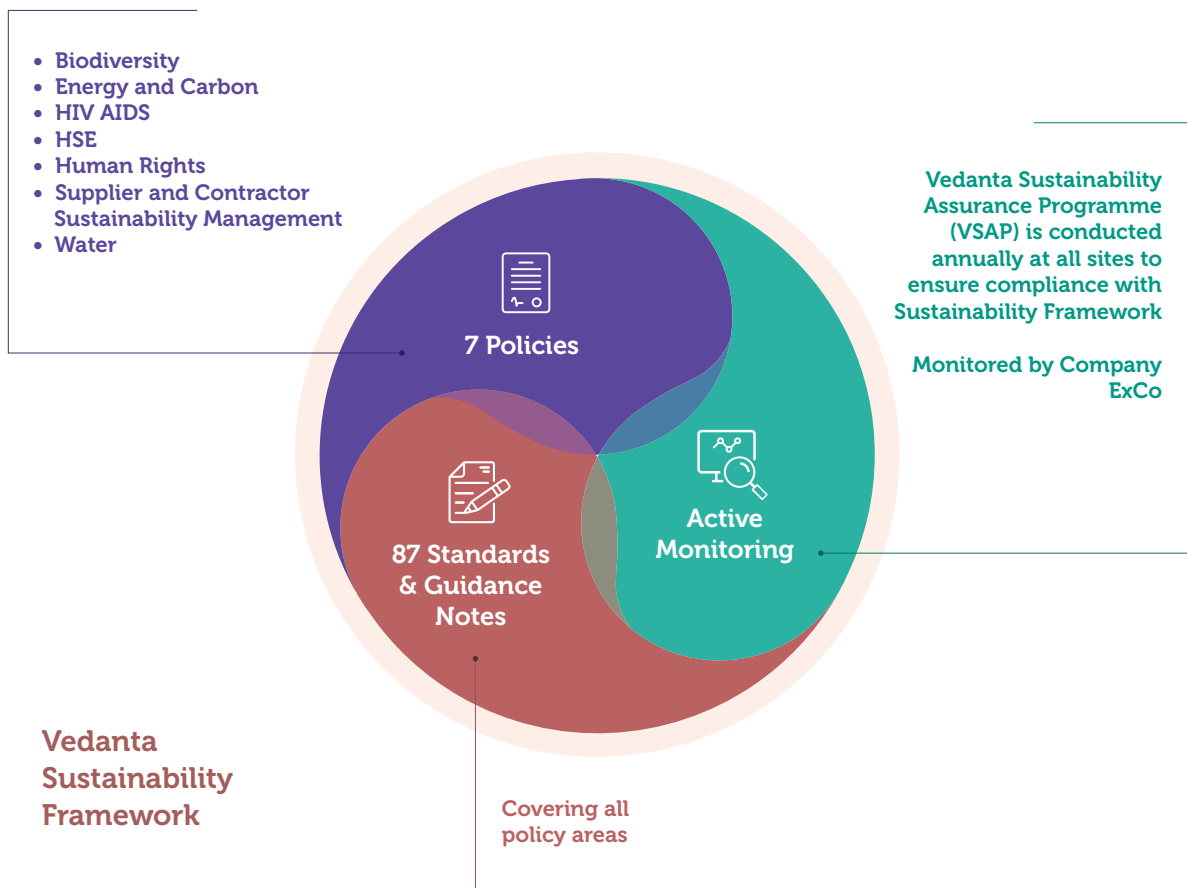 • Biodiversity
• Energy and Carbon
• HIV AIDS
• HSE
• Human Rights
• Supplier and Contractor
Sustainability Management
• Water
Vedanta Sustainability
Assurance Programme
(VSAP) is conducted
annually at all sites to
ensure compliance with
Sustainability Framework
Monitored by Company
ExCo
7 Policies
Active
Monitoring
87 Standards
& Guidance
Notes
Vedanta
Sustainability
Framework
Covering all
policy areas